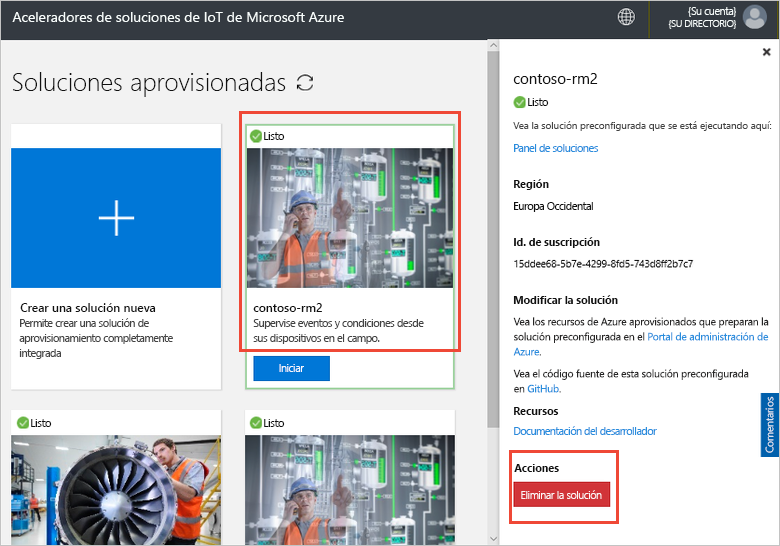 Aceleradores de soluciones de IoT de Microsoft Azure
{Su cuenta}
{SU DIRECTORIO}
Soluciones aprovisionadas
Crear una solución nueva
Permite crear una solución de
aprovisionamiento completamente
integrada
Listo
contoso-rm2
Supervise eventos y condiciones desde
sus dispositivos en el campo.
Iniciar
Listo
Listo
contoso-rm2
Listo
Vea la solución preconfigurada que se está ejecutando aquí:
Panel de soluciones
Región
Europa Occidental
Id. de suscripción
15ddee68-5b7e-4299-8fd5-743d8ff2b7c7
Modificar la solución
Vea los recursos de Azure aprovisionados que preparan la
solución preconfigurada en el Portal de administración de
Azure.
Vea el código fuente de esta solución preconfigurada
en GitHub.
Recursos
Documentación del desarrollador
Acciones
Eliminar la solución
Comentarios